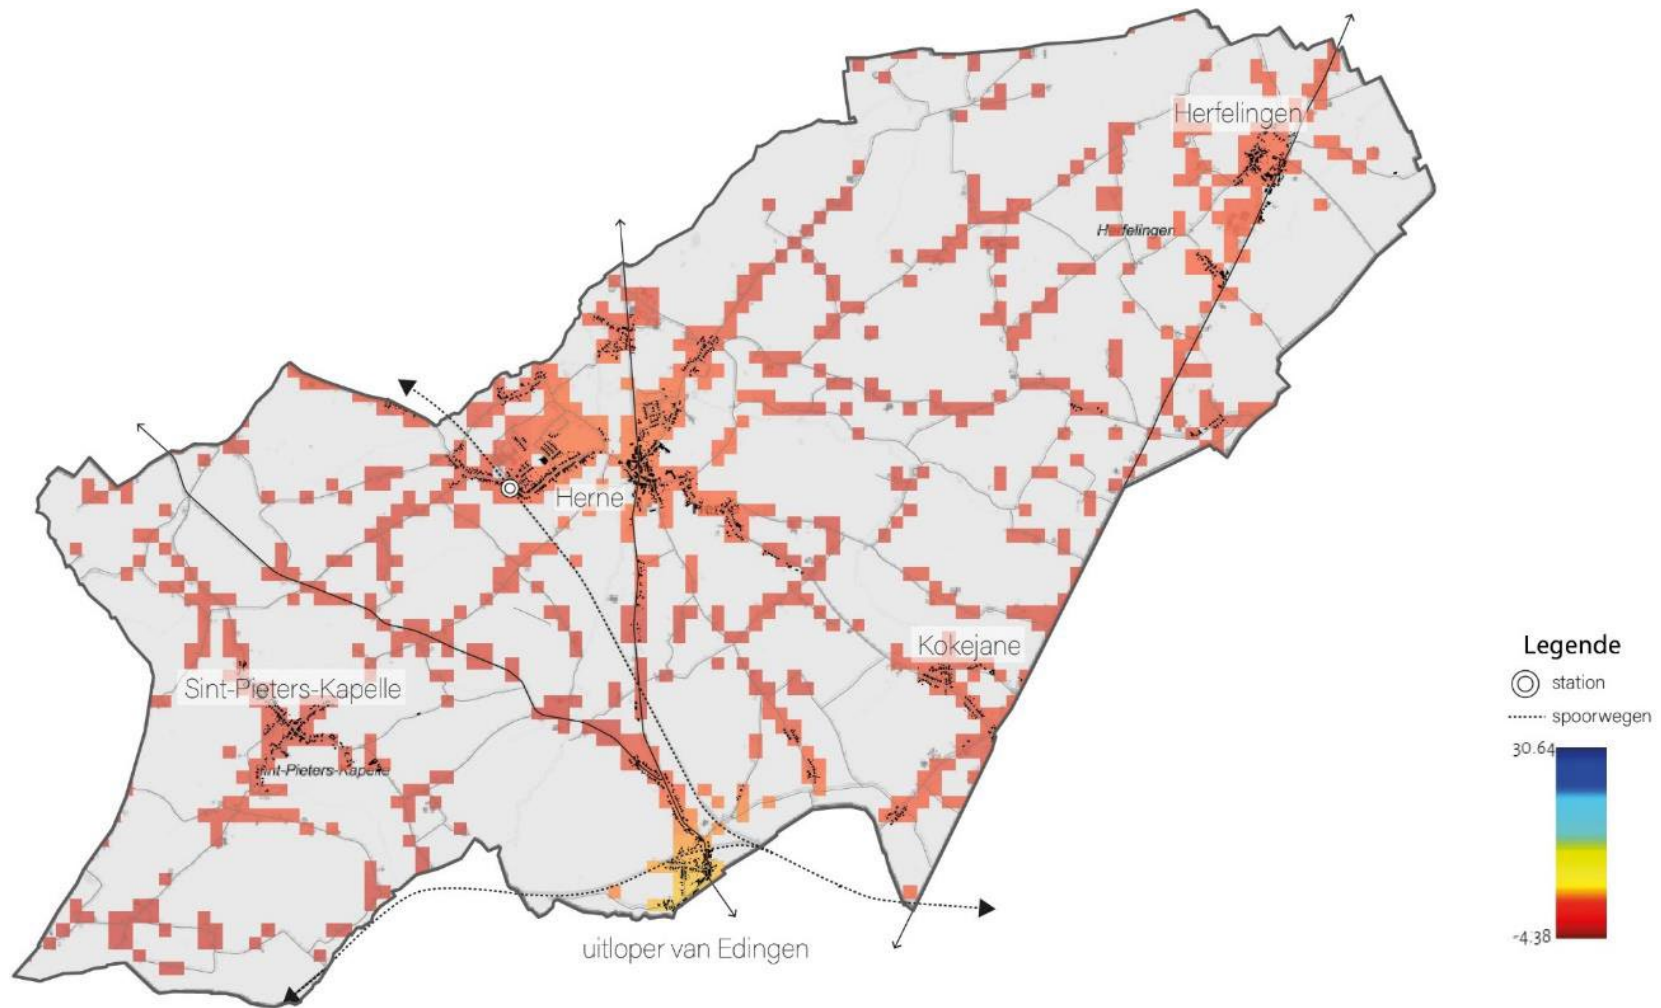 Herfelingen
Herfelingen
Herne
Kokejane
Sint-Pieters-Kapelle
Sint-Pieters-Kapelle
uitloper van Edingen
Legende
station
spoorwegen
30.64
-4.38